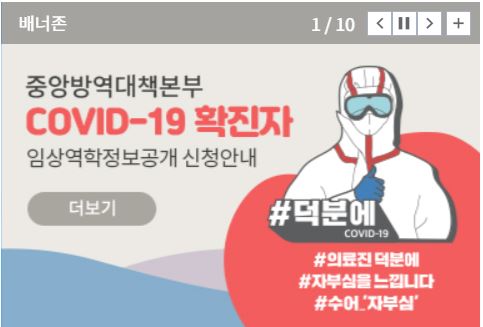 배너존
1 / 10
중앙방역대책본부
COVID-19 확진자
임상역학정보공개 신청안내
더보기
#덕분에
COVID-19
#의료진 덕분에
#자부심을 느낍니다
#수어_'자부심'